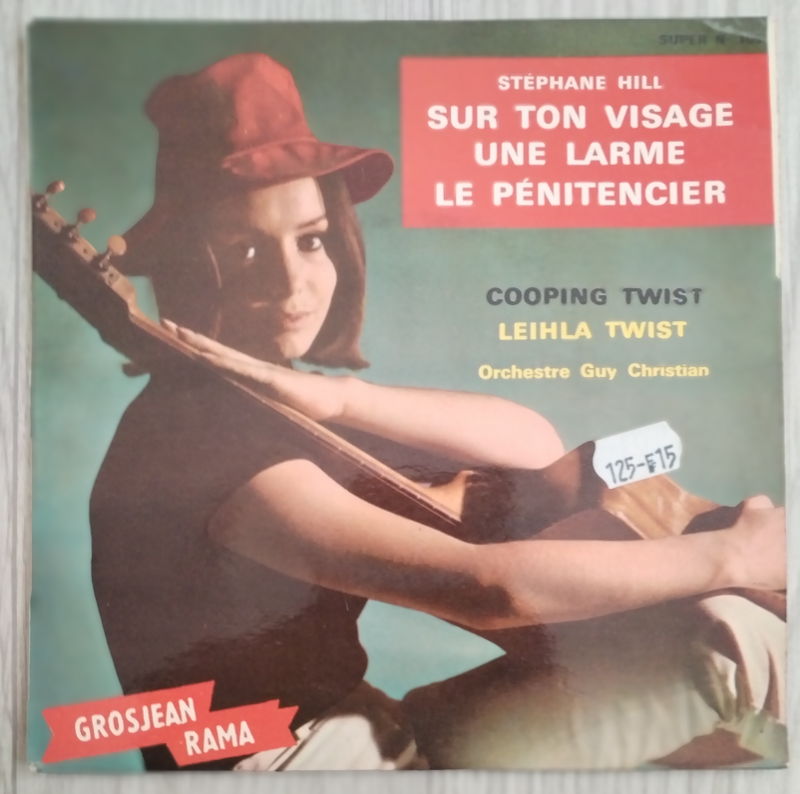 SUPER N°
STÉPHANE HILL
SUR TON VISAGE
UNE LARME
LE PÉNITENCIER
COOPING TWIST
LEIHLA TWIST
Orchestre Guy Christian
125-F15
GROSJEAN
RAMA